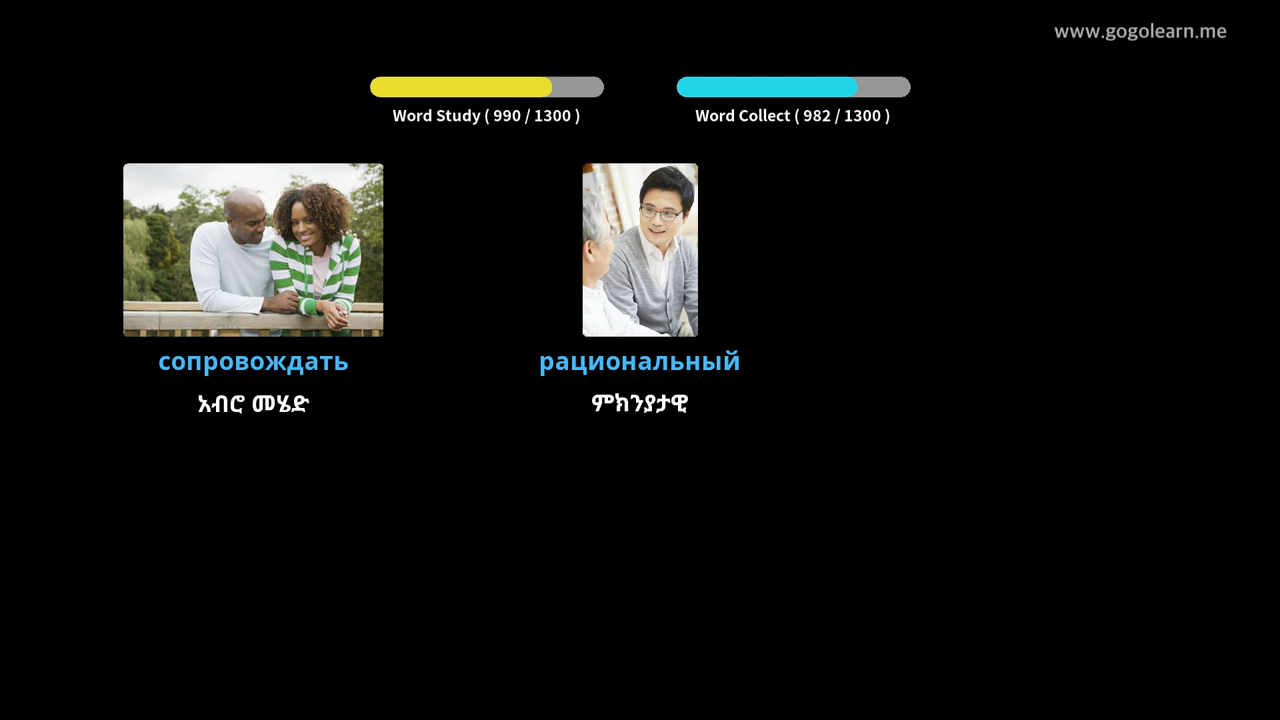 www.gogolearn.me
Word Study ( 990 / 1300 )
Word Collect ( 982 / 1300 )
сопровождать
አብሮ መሄድ
рациональный
ምክንያታዊ